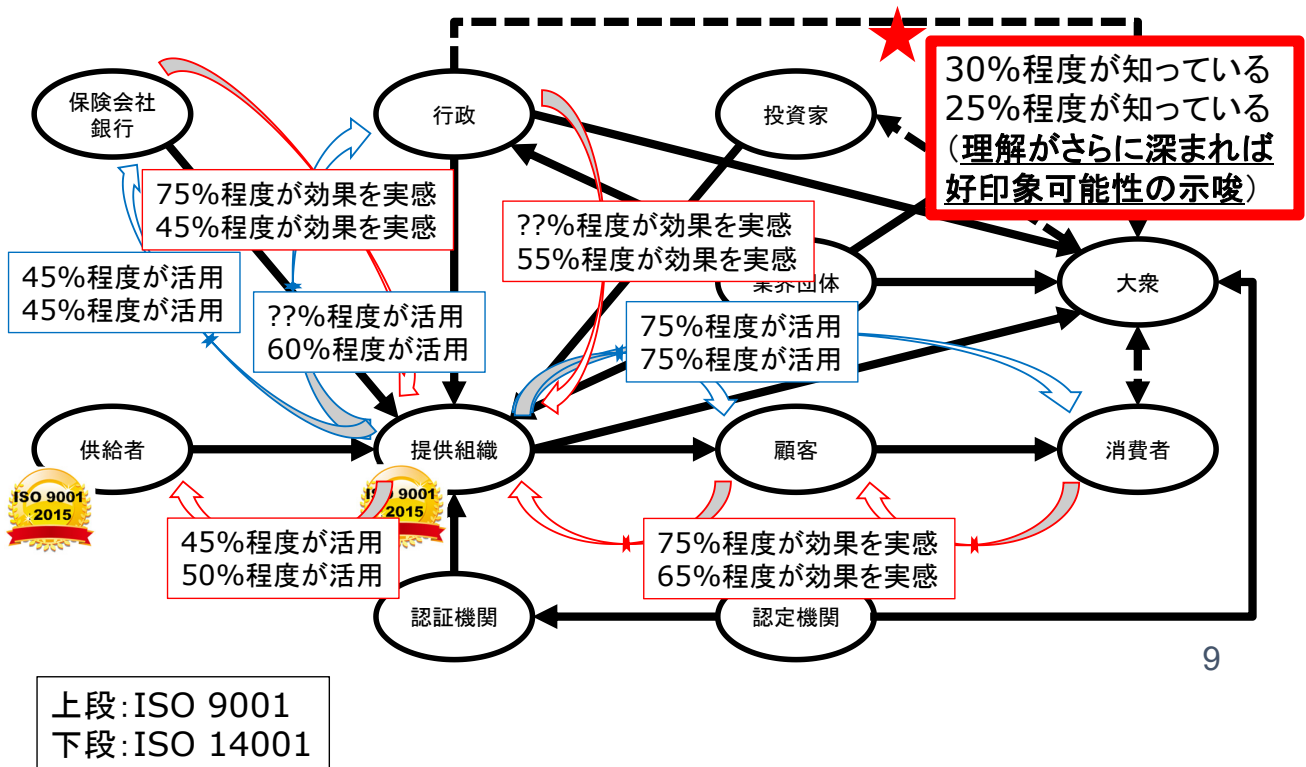 保険会社
銀行
行政
投資家
30%程度が知っている
25%程度が知っている
(理解がさらに深まれば
好印象可能性の示唆)
75%程度が効果を実感
45%程度が効果を実感
??%程度が効果を実感
55%程度が効果を実感
45%程度が活用
45%程度が活用
??%程度が活用
60%程度が活用
業界団体
大衆
75%程度が活用
75%程度が活用
供給者
提供組織
顧客
消費者
ISO 9001
2015
ISO 9001
2015
45%程度が活用
50%程度が活用
75%程度が効果を実感
65%程度が効果を実感
認証機関
認定機関
9
上段:ISO 9001
下段:ISO 14001